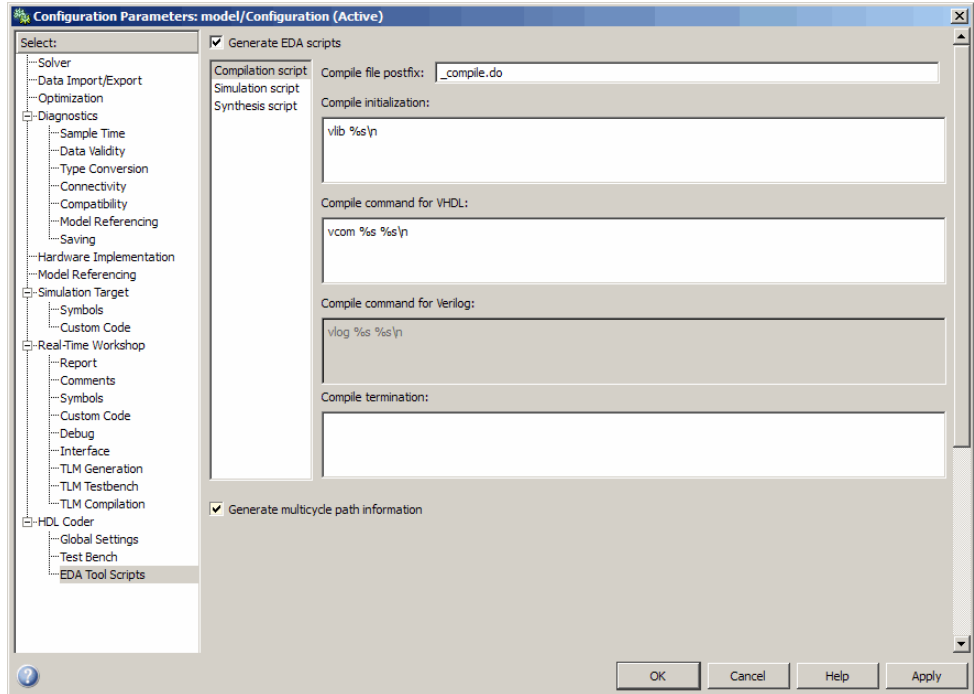 Configuration Parameters: model/Configuration (Active)
Select:
Solver
Data Import/Export
Optimization
Diagnostics
Sample Time
Data Validity
Type Conversion
Connectivity
Compatibility
Model Referencing
Saving
Hardware Implementation
Model Referencing
Simulation Target
Symbols
Custom Code
Real-Time Workshop
Report
Comments
Symbols
Custom Code
Debug
Interface
TLM Generation
TLM Testbench
TLM Compilation
HDL Coder
Global Settings
Test Bench
EDA Tool Scripts
Generate EDA scripts
Compilation script
Simulation script
Synthesis script
Compile file postfix: _compile.do
Compile initialization:
vlib %s\n
Compile command for VHDL:
vcom %s %s\n
Compile command for Verilog:
vlog %s %s\n
Compile termination:
Generate multicycle path information
OK Cancel Help Apply